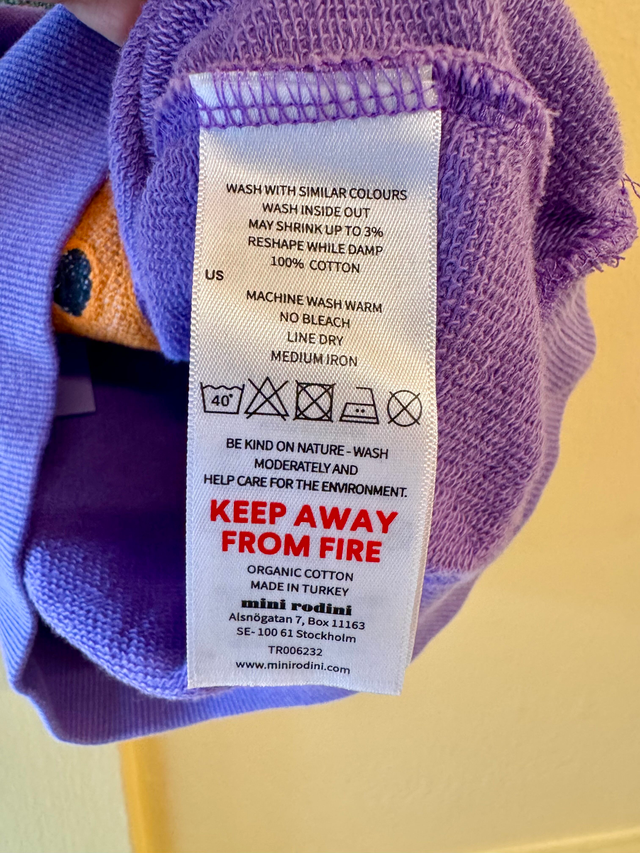 WASH WITH SIMILAR COLOURS
WASH INSIDE OUT
MAY SHRINK UP TO 3%
RESHAPE WHILE DAMP
100% COTTON
US
MACHINE WASH WARM
NO BLEACH
LINE DRY
MEDIUM IRON
40°
BE KIND ON NATURE - WASH
MODERATELY AND
HELP CARE FOR THE ENVIRONMENT.
KEEP AWAY
FROM FIRE
ORGANIC COTTON
MADE IN TURKEY
mini rodini
Alsnögatan 7, Box 11163
SE- 100 61 Stockholm
TR006232
www.minirodini.com